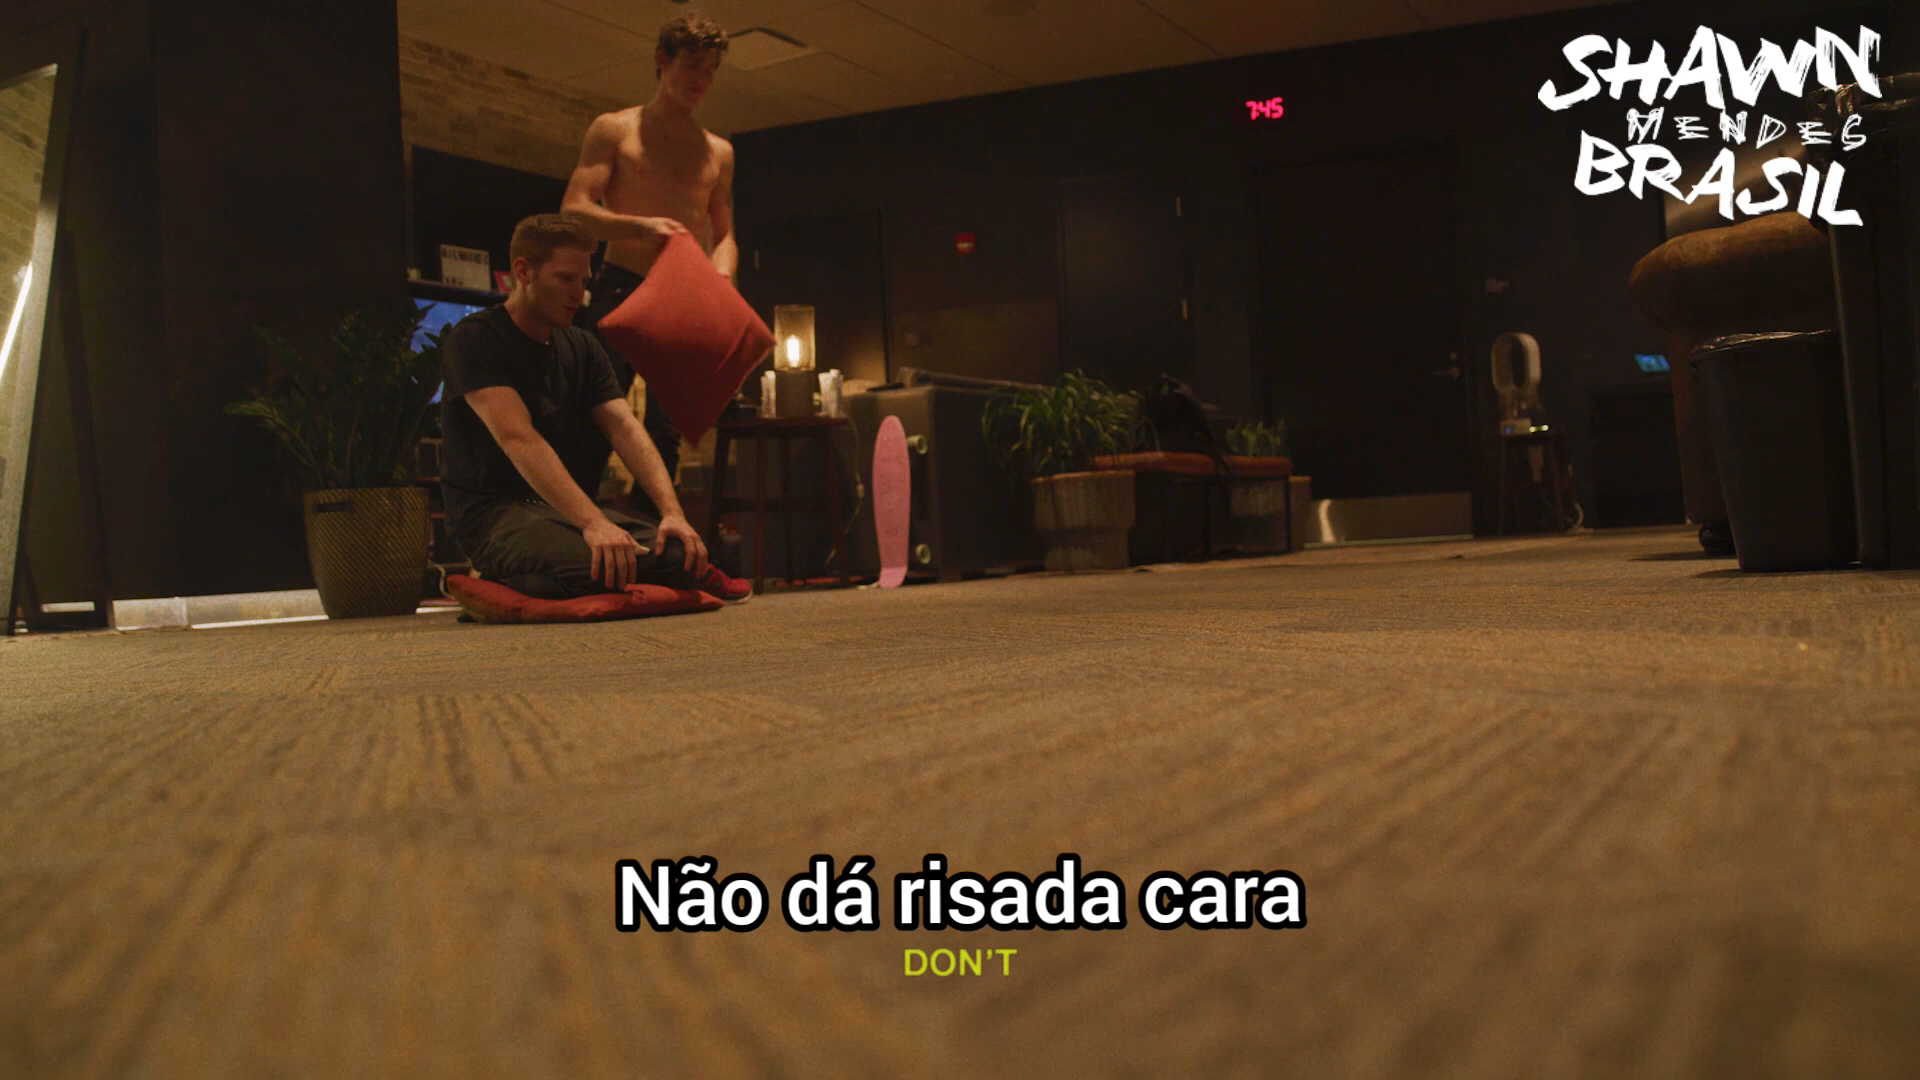 SHAWN
MENDES
BRASIL
7:45
Não dá risada cara
DON'T